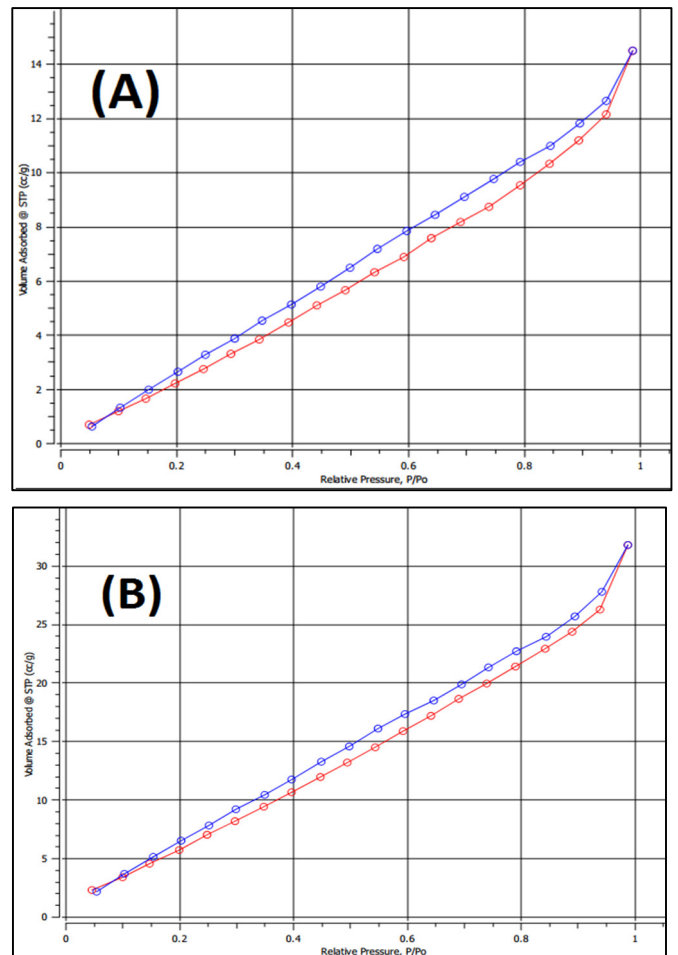 (A)
Volume Adsorbed @ STP (cc/g)
14
12
10
8
6
4
2
0
0 0.2 0.4 0.6 0.8 1
Relative Pressure, P/Po
(B)
Volume Adsorbed @ STP (cc/g)
30
25
20
15
10
5
0
0 0.2 0.4 0.6 0.8 1
Relative Pressure, P/Po